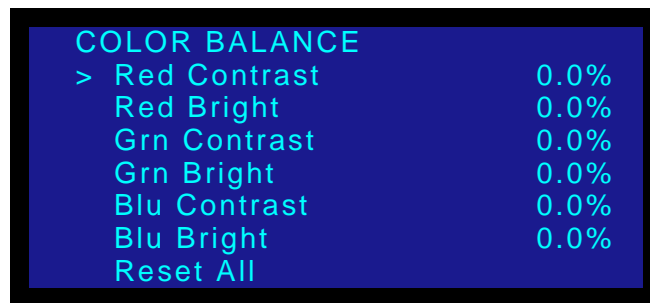 COLOR BALANCE
> Red Contrast 0.0%
Red Bright 0.0%
Grn Contrast 0.0%
Grn Bright 0.0%
Blu Contrast 0.0%
Blu Bright 0.0%
Reset All